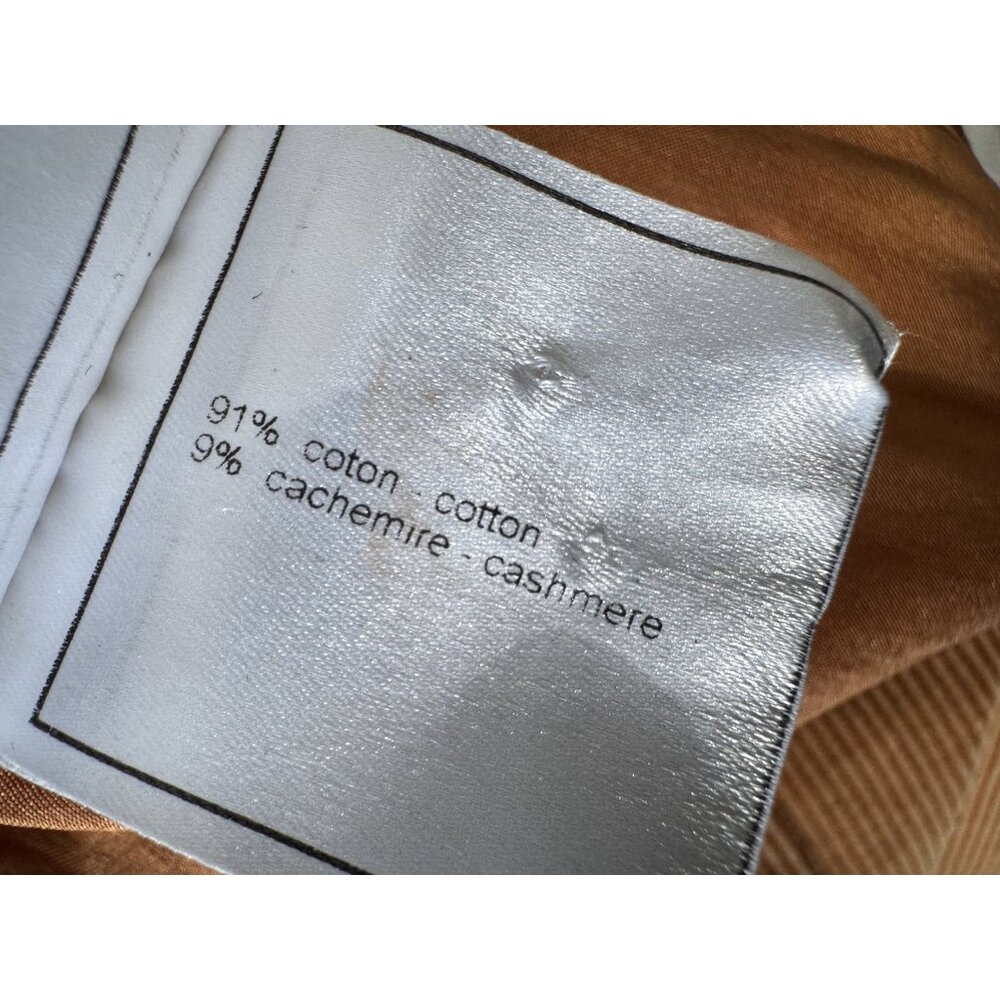 91% coton - cotton
9% cachemire - cashmere